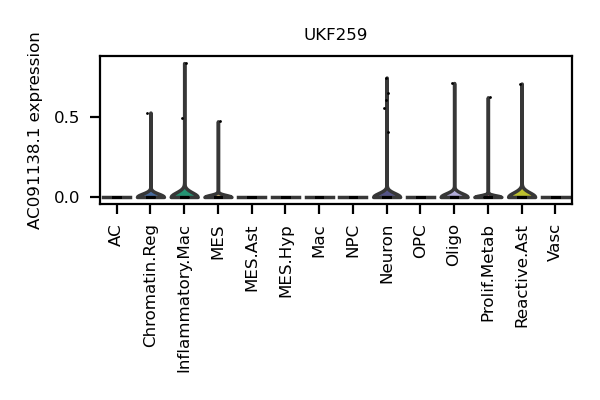 UKF259
AC091138.1 expression
0.5
0.0
AC
Chromatin.Reg
Inflammatory.Mac
MES
MES.Ast
MES.Hyp
Mac
NPC
Neuron
OPC
Oligo
Prolif.Metab
Reactive.Ast
Vasc